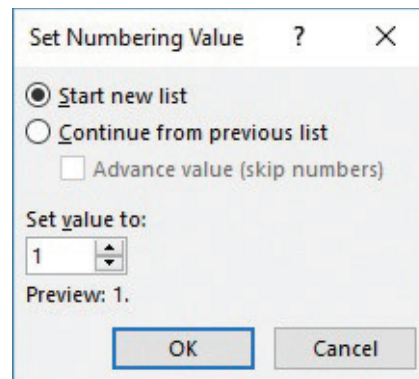 Set Numbering Value ?
Start new list
Continue from previous list
Advance value (skip numbers)
Set value to:
1
Preview: 1.
OK Cancel